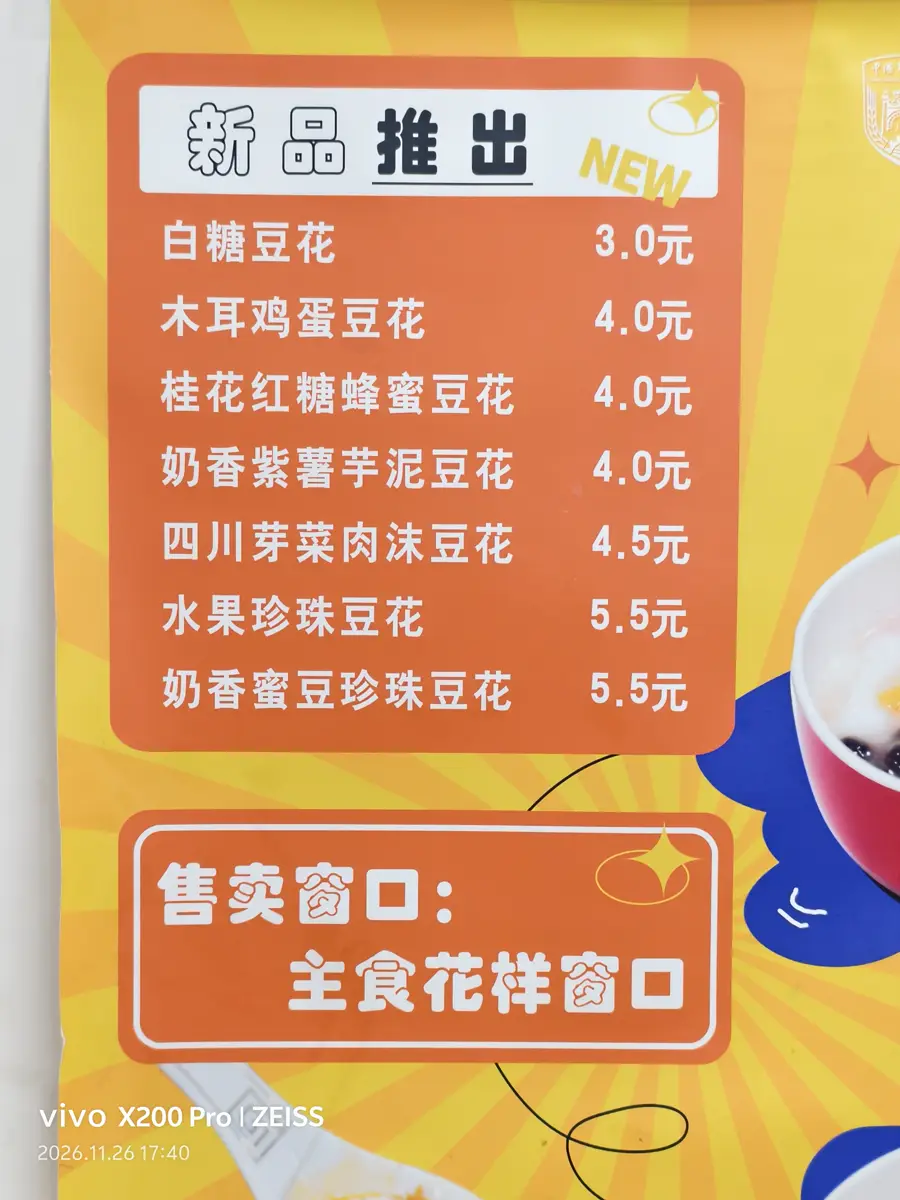 新品推出
NEW
白糖豆花 3.0元
木耳鸡蛋豆花 4.0元
桂花红糖蜂蜜豆花 4.0元
奶香紫薯芋泥豆花 4.0元
四川芽菜肉沫豆花 4.5元
水果珍珠豆花 5.5元
奶香蜜豆珍珠豆花 5.5元
售卖窗口：
主食花样窗口
vivo X200 Pro | ZEISS
2026.11.26 17:40